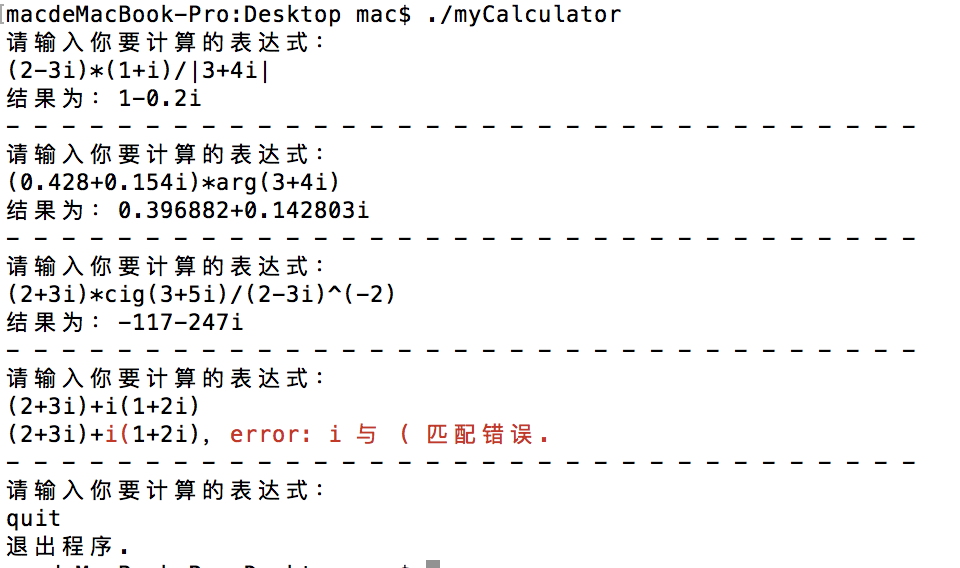 macdeMacBook-Pro:Desktop mac$ ./myCalculator
请输入你要计算的表达式：
(2-3i)*(1+i)/|3+4i|
结果为：1-0.2i
- - - - - - - - - - - - - - - - - - - - - - - - - - - - - - - - -
请输入你要计算的表达式：
(0.428+0.154i)*arg(3+4i)
结果为：0.396882+0.142803i
- - - - - - - - - - - - - - - - - - - - - - - - - - - - - - - - -
请输入你要计算的表达式：
(2+3i)*cig(3+5i)/(2-3i)^(-2)
结果为：-117-247i
- - - - - - - - - - - - - - - - - - - - - - - - - - - - - - - - -
请输入你要计算的表达式：
(2+3i)+i(1+2i)
(2+3i)+i(1+2i)，error: i 与 ( 匹配错误.
- - - - - - - - - - - - - - - - - - - - - - - - - - - - - - - - -
请输入你要计算的表达式：
quit
退出程序.